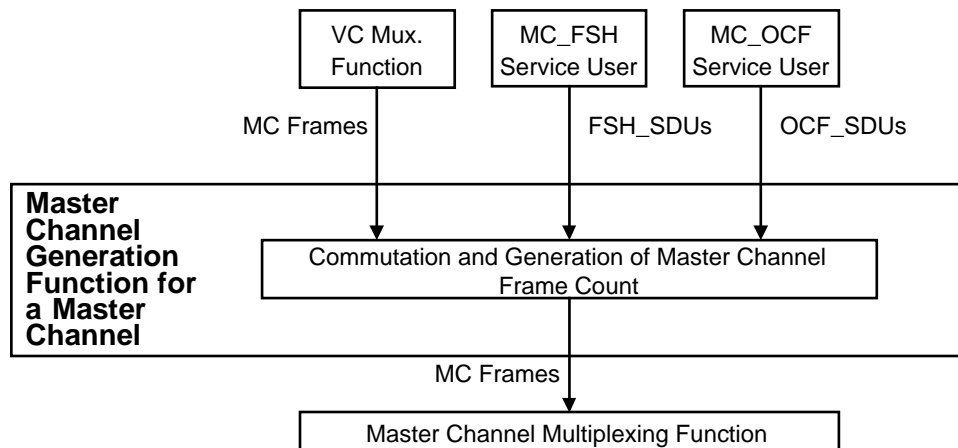 VC Mux.
Function
MC_FSH
Service User
MC_OCF
Service User
MC Frames
FSH_SDUs
OCF_SDUs
Master
Channel
Generation
Function for
a Master
Channel
Commutation and Generation of Master Channel
Frame Count
MC Frames
Master Channel Multiplexing Function